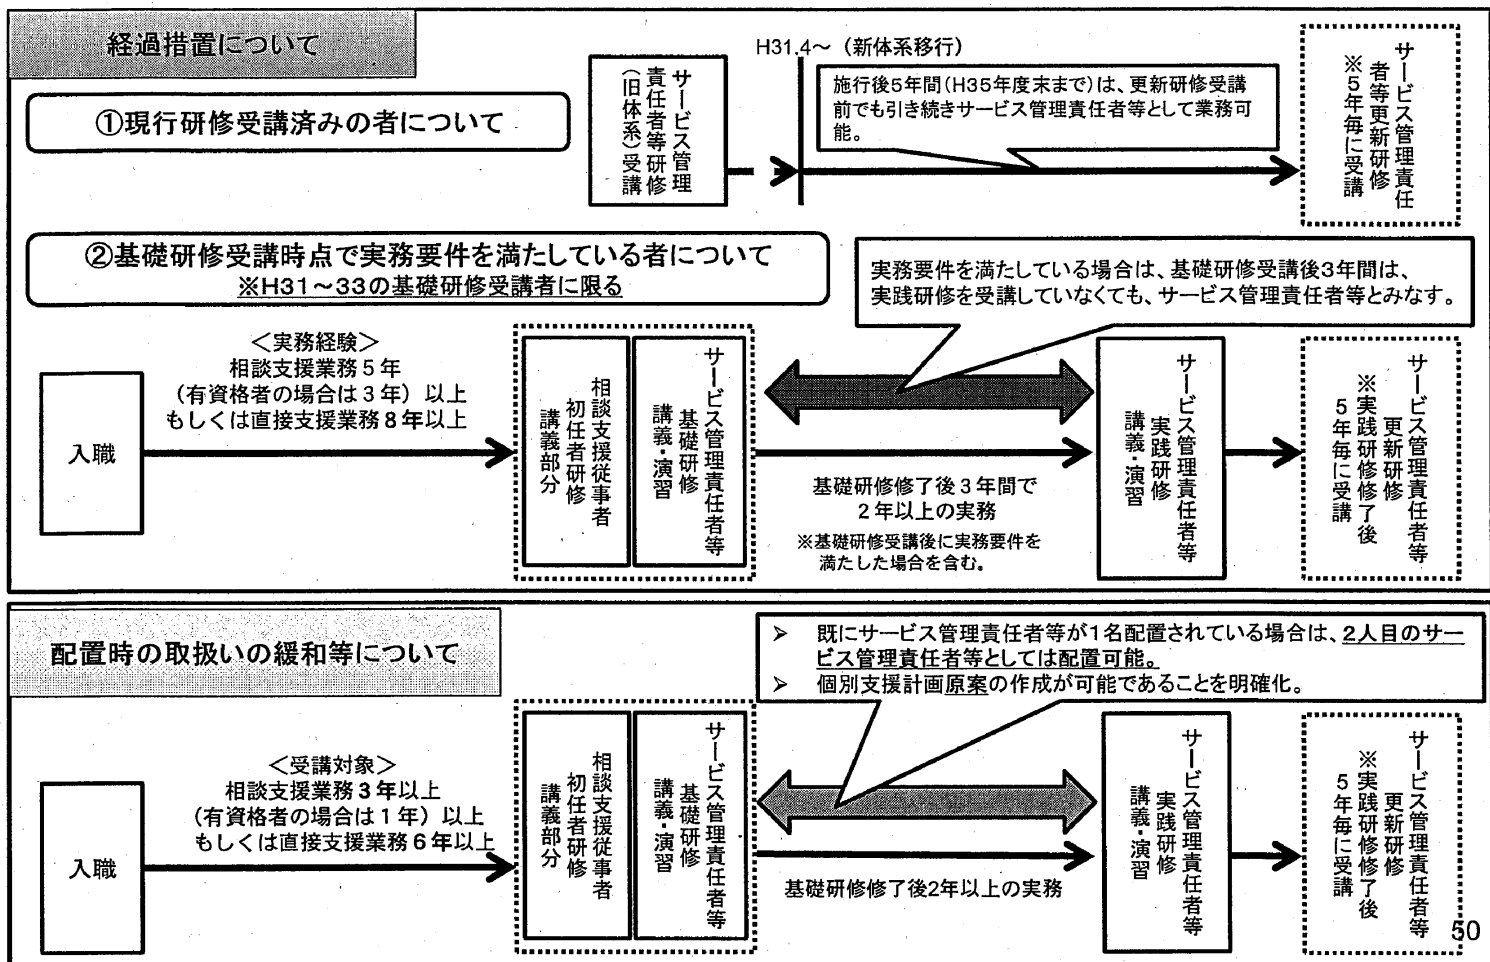 経過措置について
①現行研修受講済みの者について
サービス管理
責任者等研修
（旧体系）受講
H31.4～（新体系移行）
施行後5年間（H35年度末まで）は、更新研修受講
前でも引き続きサービス管理責任者等として業務可
能。
サービス管理責任
者等更新研修
※５年毎に受講
②基礎研修受講時点で実務要件を満たしている者について
※H31～33の基礎研修受講者に限る
実務要件を満たしている場合は、基礎研修受講後3年間は、
実践研修を受講していなくても、サービス管理責任者等とみなす。
入職
＜実務経験＞
相談支援業務５年
（有資格者の場合は３年）以上
もしくは直接支援業務８年以上
相談支援従事者
初任者研修
講義部分
サービス管理責任者等
基礎研修
講義・演習
基礎研修修了後３年間で
２年以上の実務
※基礎研修受講後に実務要件を
満たした場合を含む。
サービス管理責任者等
実践研修
講義・演習
サービス管理責任者等
更新研修
※実践研修修了後
５年毎に受講
配置時の取扱いの緩和等について
➢ 既にサービス管理責任者等が1名配置されている場合は、2人目のサー
ビス管理責任者等としては配置可能。
➢ 個別支援計画原案の作成が可能であることを明確化。
入職
＜受講対象＞
相談支援業務３年以上
（有資格者の場合は１年）以上
もしくは直接支援業務６年以上
相談支援従事者
初任者研修
講義部分
サービス管理責任者等
基礎研修
講義・演習
基礎研修修了後2年以上の実務
サービス管理責任者等
実践研修
講義・演習
サービス管理責任者等
更新研修
※実践研修修了後
５年毎に受講
50